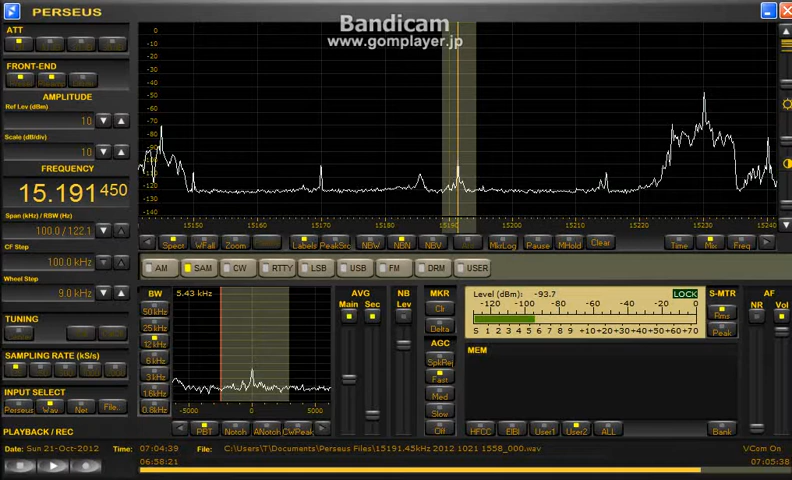 PERSEUS
Bandicam
www.gomplayer.jp
ATT
FRONT-END
AMPLITUDE
Ref Lev (dBm)
10
Scale (dB/div)
10
FREQUENCY
15.191 450
Span (kHz) / RBW (Hz)
100.0 / 122.1
CF Step
100.0 kHz
Wheel Step
9.0 kHz
TUNING
SAMPLING RATE (kS/s)
INPUT SELECT
Perseus Wav Net File..
0
-10
-20
-30
-40
-50
-60
-70
-80
-90
-100
-110
-120
-130
-140
15150 15160 15170 15180 15190 15200 15210 15220 15230 15240
Spect WFall Zoom Labels PeakSrc NBW NBN NBV MkrLog Pause MHold Clear Time Mix Freq
AM SAM CW RTTY LSB USB FM DRM USER
BW
50kHz
25kHz
12kHz
6 kHz
3 kHz
1.6kHz
0.8kHz
5.43 kHz
-5000 0 5000
PBT Notch ANotch CWPeak
AVG
Main Sec
NB
Lev
MKR
Clr
Delta
AGC
SpkRej
Fast
Med
Slow
Off
Level (dBm): -93.7 LOCK
-120 -100 -80 -60 -40 -20 0
S 1 2 3 4 5 6 7 8 9 +10 +20 +30 +40 +50 +60 +70
S-MTR
Rms
Peak
AF
NR Vol
MEM
HFCC EIBI User1 User2 ALL Bank
PLAYBACK / REC
Date: Sun 21-Oct-2012 Time: 07:04:39 File: C:\Users\T\Documents\Perseus Files\15191.45kHz 2012 1021 1558_000.wav VCom On
06:58:21 07:05:38